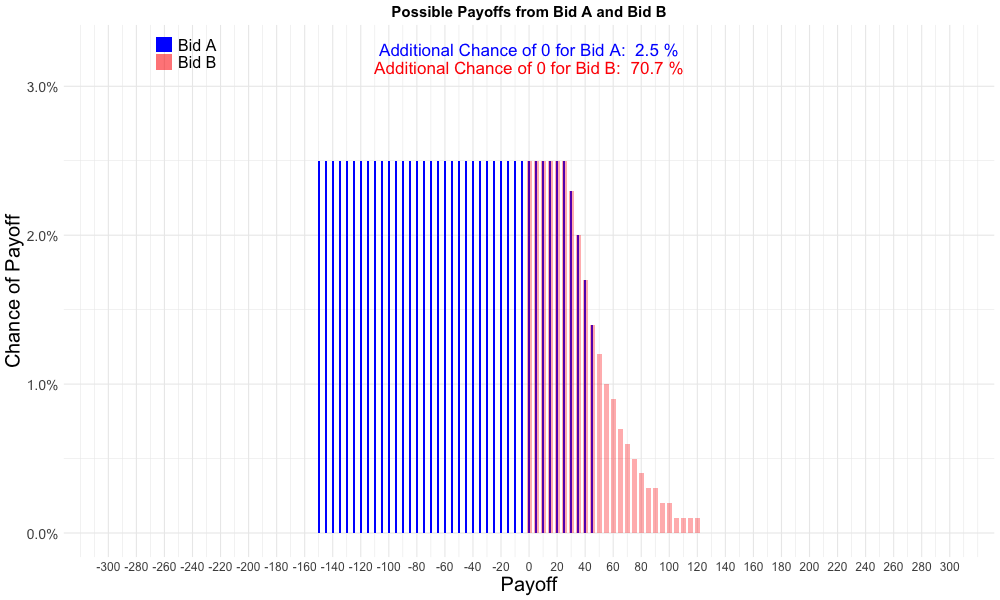 Possible Payoffs from Bid A and Bid B
Bid A
Bid B
Additional Chance of 0 for Bid A:  2.5 %
Additional Chance of 0 for Bid B:  70.7 %
3.0%
2.0%
1.0%
0.0%
Chance of Payoff
-300 -280 -260 -240 -220 -200 -180 -160 -140 -120 -100 -80 -60 -40 -20 0 20 40 60 80 100 120 140 160 180 200 220 240 260 280 300
Payoff